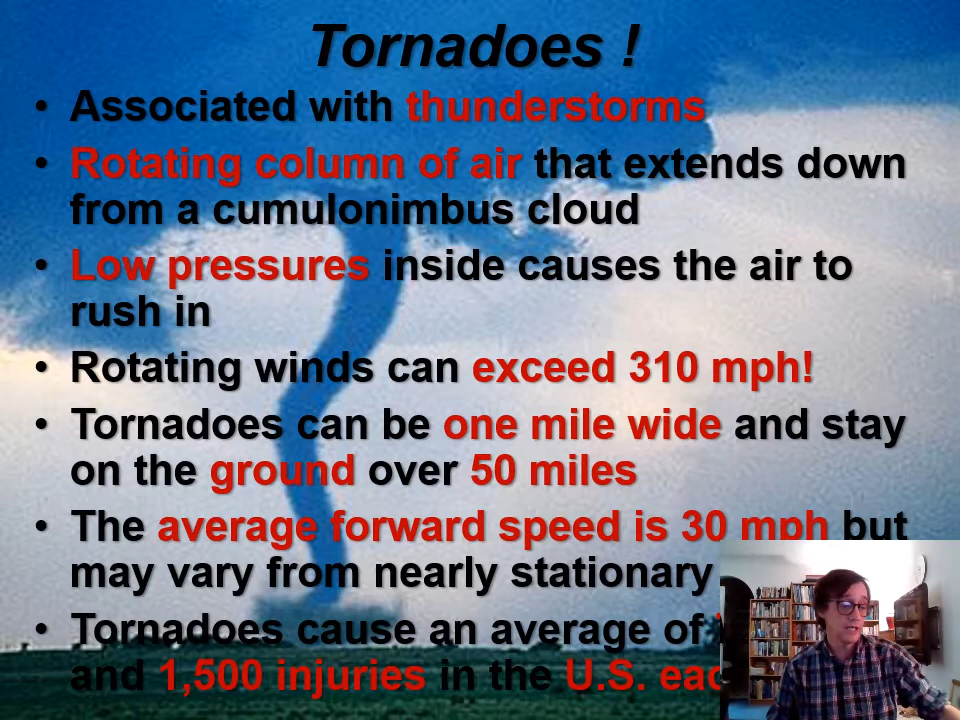 Tornadoes !
• Associated with thunderstorms
• Rotating column of air that extends down
from a cumulonimbus cloud
• Low pressures inside causes the air to
rush in
• Rotating winds can exceed 310 mph!
• Tornadoes can be one mile wide and stay
on the ground over 50 miles
• The average forward speed is 30 mph but
may vary from nearly stationary
• Tornadoes cause an average of
and 1,500 injuries in the U.S.